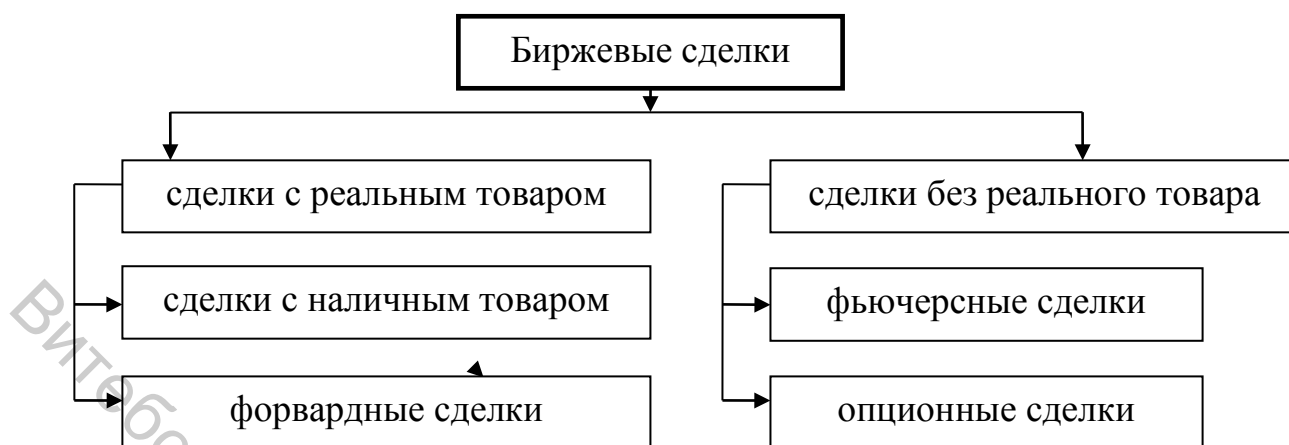 Биржевые сделки
сделки с реальным товаром
сделки без реального товара
сделки с наличным товаром
фьючерсные сделки
форвардные сделки
опционные сделки